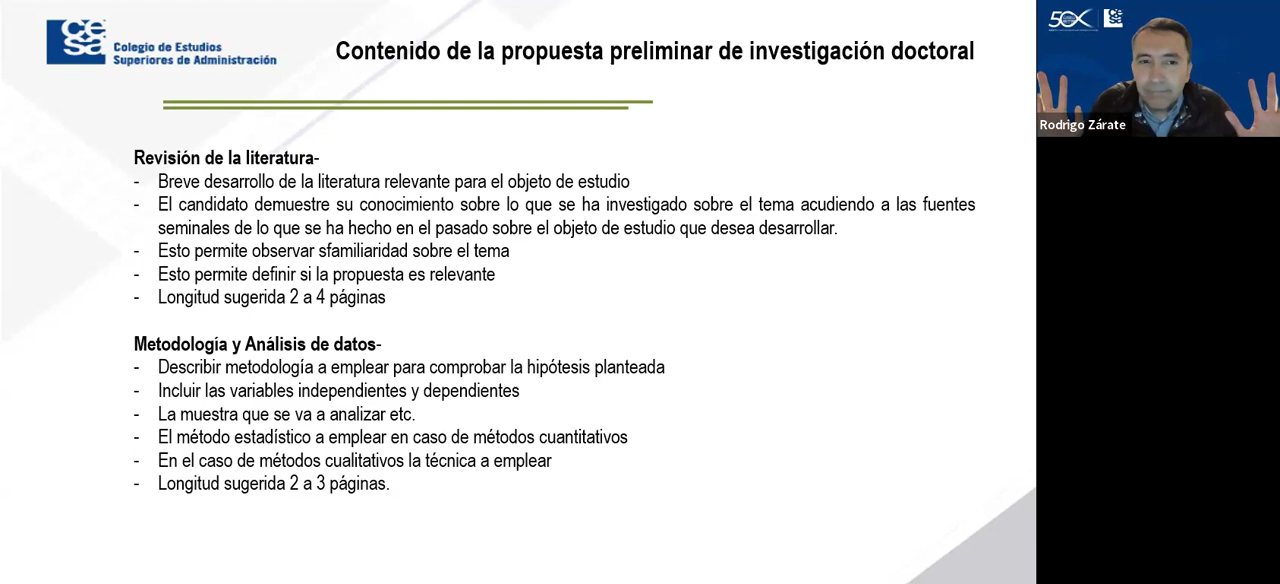 cesa
Colegio de Estudios
Superiores de Administración
Contenido de la propuesta preliminar de investigación doctoral
Revisión de la literatura-
- Breve desarrollo de la literatura relevante para el objeto de estudio
- El candidato demuestre su conocimiento sobre lo que se ha investigado sobre el tema acudiendo a las fuentes
seminales de lo que se ha hecho en el pasado sobre el objeto de estudio que desea desarrollar.
- Esto permite observar sfamiliaridad sobre el tema
- Esto permite definir si la propuesta es relevante
- Longitud sugerida 2 a 4 páginas
Metodología y Análisis de datos-
- Describir metodología a emplear para comprobar la hipótesis planteada
- Incluir las variables independientes y dependientes
- La muestra que se va a analizar etc.
- El método estadístico a emplear en caso de métodos cuantitativos
- En el caso de métodos cualitativos la técnica a emplear
- Longitud sugerida 2 a 3 páginas.
cesa
Rodrigo Zárate